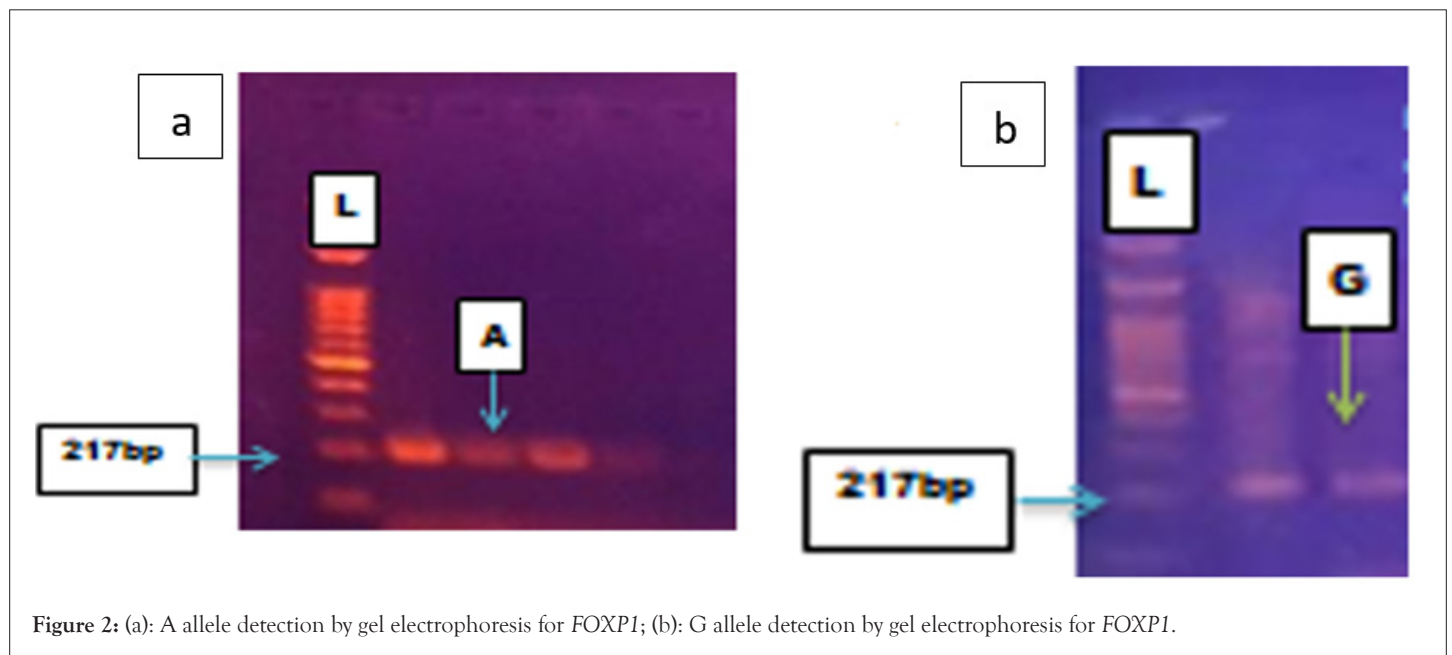 a
L
A
217bp
b
L
G
217bp
Figure 2: (a): A allele detection by gel electrophoresis for FOXP1; (b): G allele detection by gel electrophoresis for FOXP1.